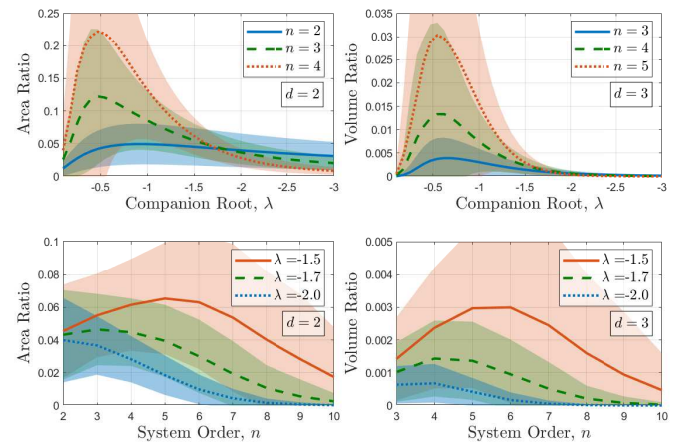 Area Ratio
0.25
0.2
0.15
0.1
0.05
0
-0.5
-1
-1.5
-2
-2.5
-3
Companion Root, λ
n = 2
n = 3
n = 4
d = 2
Volume Ratio
0.035
0.03
0.025
0.02
0.015
0.01
0.005
0
-0.5
-1
-1.5
-2
-2.5
-3
Companion Root, λ
n = 3
n = 4
n = 5
d = 3
Area Ratio
0.1
0.08
0.06
0.04
0.02
0
2
3
4
5
6
7
8
9
10
System Order, n
λ =-1.5
λ =-1.7
λ =-2.0
d = 2
Volume Ratio
0.005
0.004
0.003
0.002
0.001
0
3
4
5
6
7
8
9
10
System Order, n
λ =-1.5
λ =-1.7
λ =-2.0
d = 3